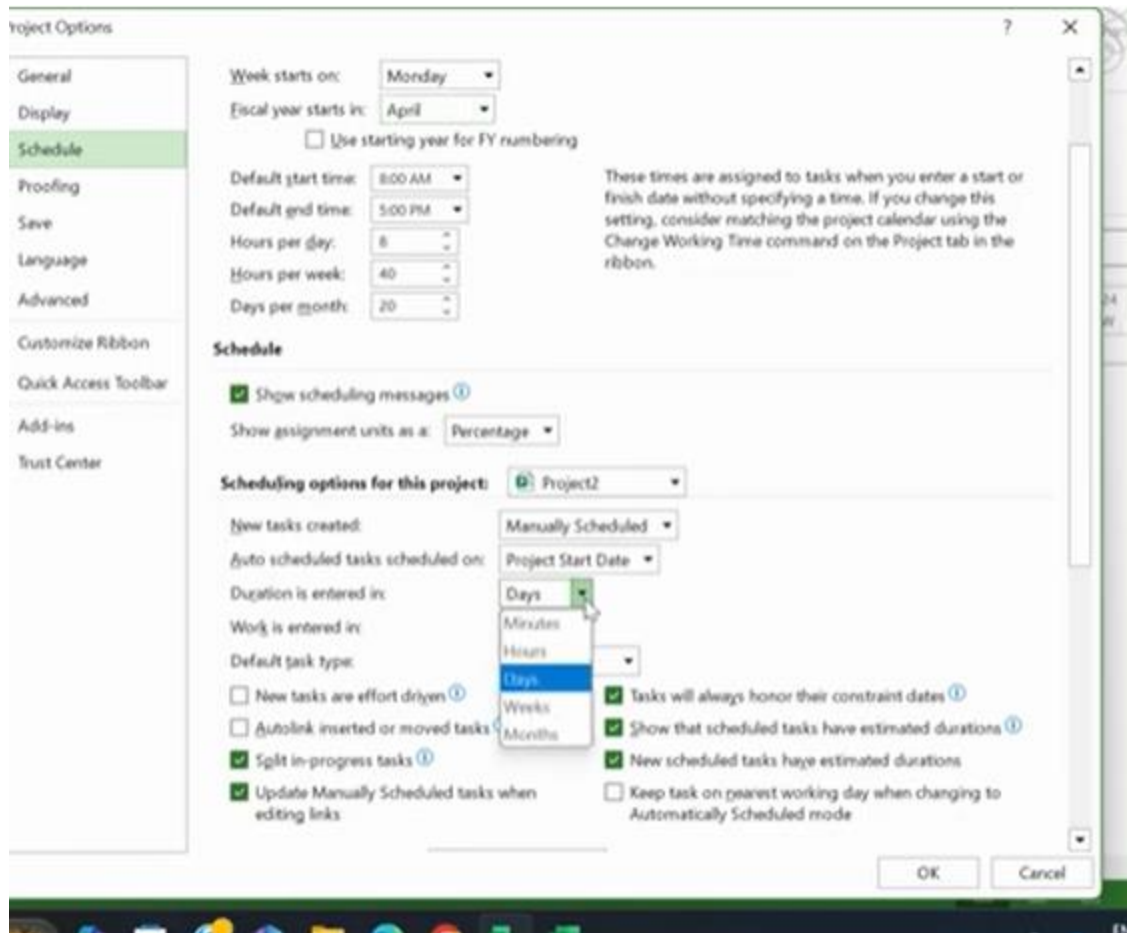 Project Options
?
General
Display
Schedule
Proofing
Save
Language
Advanced
Customize Ribbon
Quick Access Toolbar
Add-ins
Trust Center
Week starts on: Monday
Fiscal year starts in: April
Use starting year for FY numbering
Default start time: 8:00 AM
Default end time: 5:00 PM
Hours per day: 8
Hours per week: 40
Days per month: 20
These times are assigned to tasks when you enter a start or
finish date without specifying a time. If you change this
setting, consider matching the project calendar using the
Change Working Time command on the Project tab in the
ribbon.
Schedule
Show scheduling messages
Show assignment units as a: Percentage
Scheduling options for this project: Project2
New tasks created: Manually Scheduled
Auto scheduled tasks scheduled on: Project Start Date
Duration is entered in: Days
Minutes
Hours
Days
Weeks
Months
Work is entered in:
Default task type:
New tasks are effort driven
Autolink inserted or moved tasks
Split in-progress tasks
Update Manually Scheduled tasks when
editing links
Tasks will always honor their constraint dates
Show that scheduled tasks have estimated durations
New scheduled tasks have estimated durations
Keep task on nearest working day when changing to
Automatically Scheduled mode
OK
Cancel
24
W